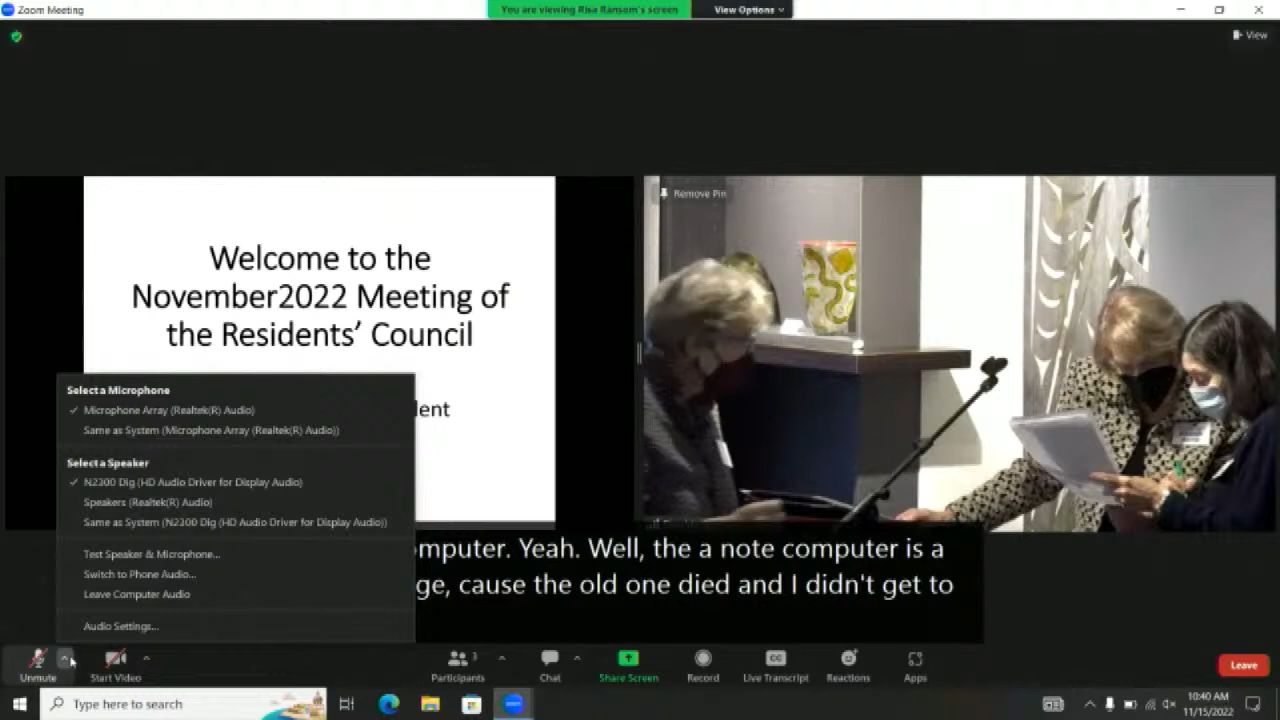 Zoom Meeting
You are viewing Risa Ransom's screen
View Options
View
Remove Pin
Welcome to the
November2022 Meeting of
the Residents' Council
dent
Select a Microphone
Microphone Array (Realtek(R) Audio)
Same as System (Microphone Array (Realtek(R) Audio))
Select a Speaker
N2300 Dig (HD Audio Driver for Display Audio)
Speakers (Realtek(R) Audio)
Same as System (N2300 Dig (HD Audio Driver for Display Audio))
Test Speaker & Microphone...
Switch to Phone Audio...
Leave Computer Audio
Audio Settings...
omputer. Yeah. Well, the a note computer is a
ge, cause the old one died and I didn't get to
Unmute
Start Video
Participants
3
Chat
Share Screen
Record
CC
Live Transcript
Reactions
Apps
Leave
Type here to search
10:40 AM
11/15/2022